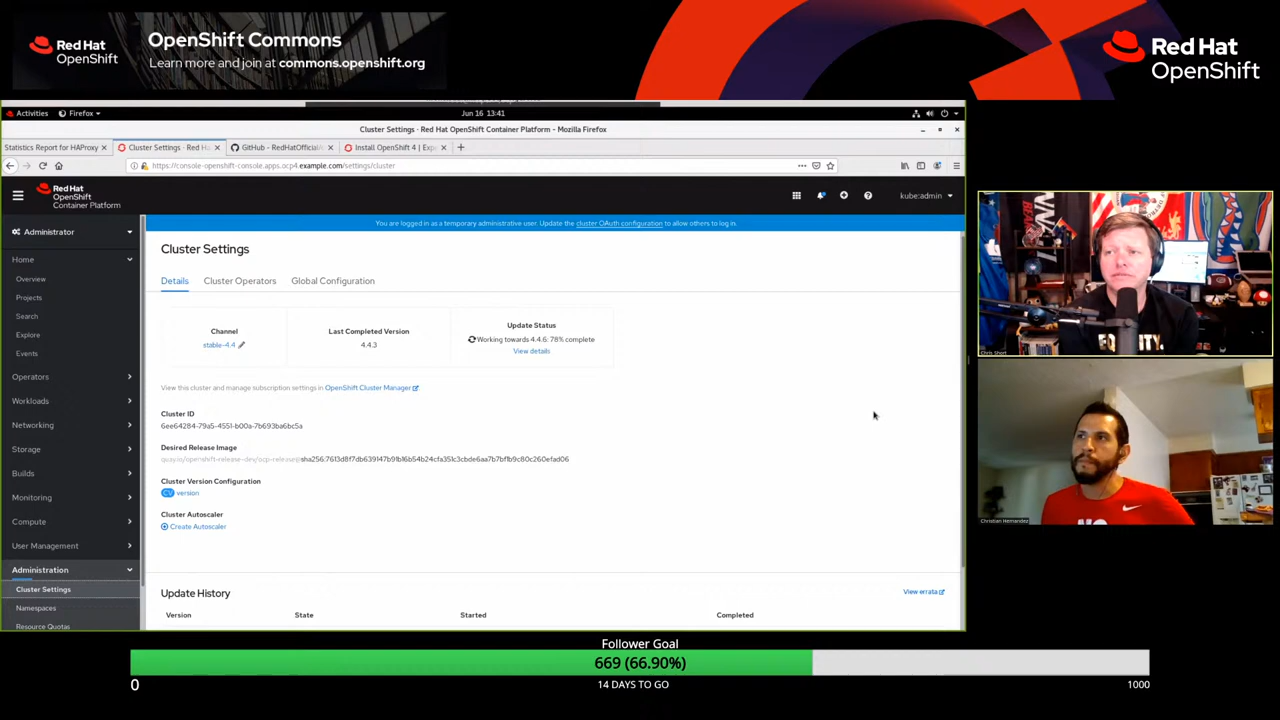 Red Hat
OpenShift
OpenShift Commons
Learn more and join at commons.openshift.org
Red Hat
OpenShift
Activities
Firefox
Jun 16 13:41
Cluster Settings · Red Hat OpenShift Container Platform - Mozilla Firefox
Statistics Report for HAProxy
Cluster Settings · Red Ha
GitHub - RedHatOfficial/
Install OpenShift 4 | Exp
https://console-openshift-console.apps.ocp4.example.com/settings/cluster
Red Hat
OpenShift
Container Platform
kube:admin
You are logged in as a temporary administrative user. Update the cluster OAuth configuration to allow others to log in.
Administrator
Home
Overview
Projects
Search
Explore
Events
Operators
Workloads
Networking
Storage
Builds
Monitoring
Compute
User Management
Administration
Cluster Settings
Namespaces
Resource Quotas
Cluster Settings
Details
Cluster Operators
Global Configuration
Channel
stable-4.4
Last Completed Version
4.4.3
Update Status
Working towards 4.4.6: 78% complete
View details
View this cluster and manage subscription settings in OpenShift Cluster Manager
Cluster ID
6ee64284-79a5-4551-b00a-7b693ba6bc5a
Desired Release Image
Cluster Version Configuration
CV version
Cluster Autoscaler
Create Autoscaler
Update History
View errata
Version
State
Started
Completed
Chris Short
Christian Hernandez
Follower Goal
669 (66.90%)
0
14 DAYS TO GO
1000